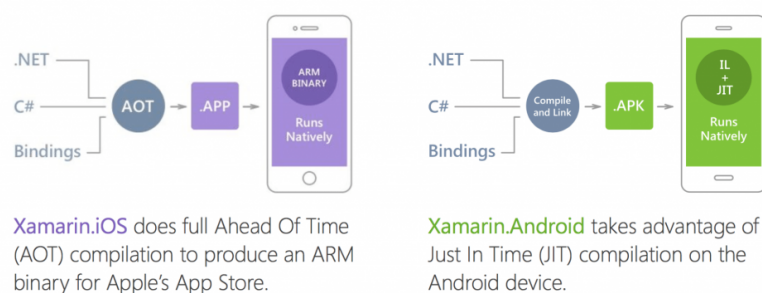 .NET
C#
Bindings
AOT
.APP
ARM
BINARY
Runs
Natively
Xamarin.iOS does full Ahead Of Time
(AOT) compilation to produce an ARM
binary for Apple's App Store.
.NET
C#
Bindings
Compile
and Link
.APK
IL
+
JIT
Runs
Natively
Xamarin.Android takes advantage of
Just In Time (JIT) compilation on the
Android device.